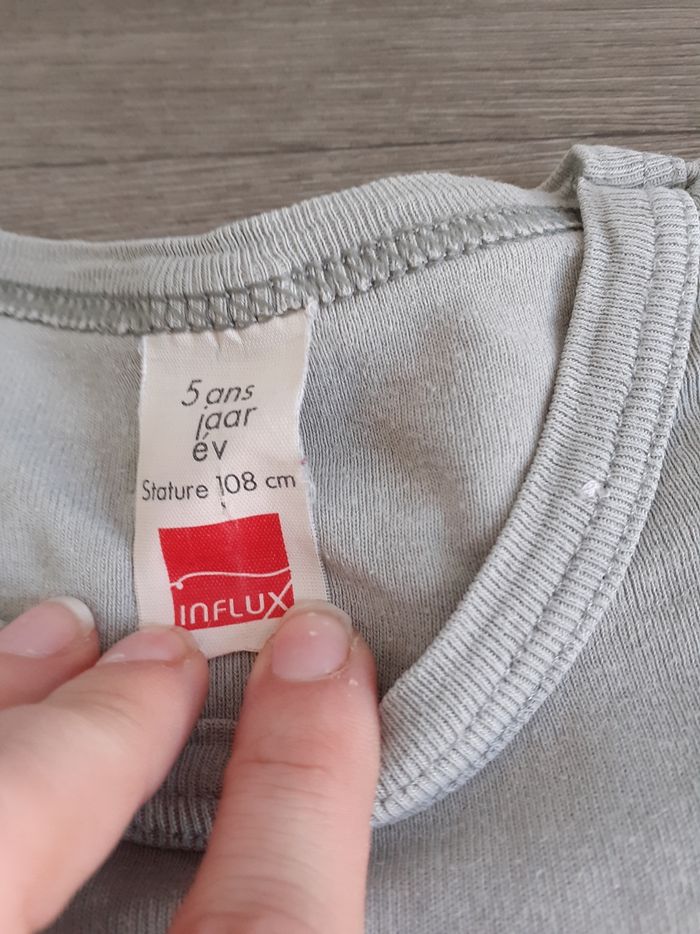 5 ans
jaar
év
Stature 108 cm
INFLUX